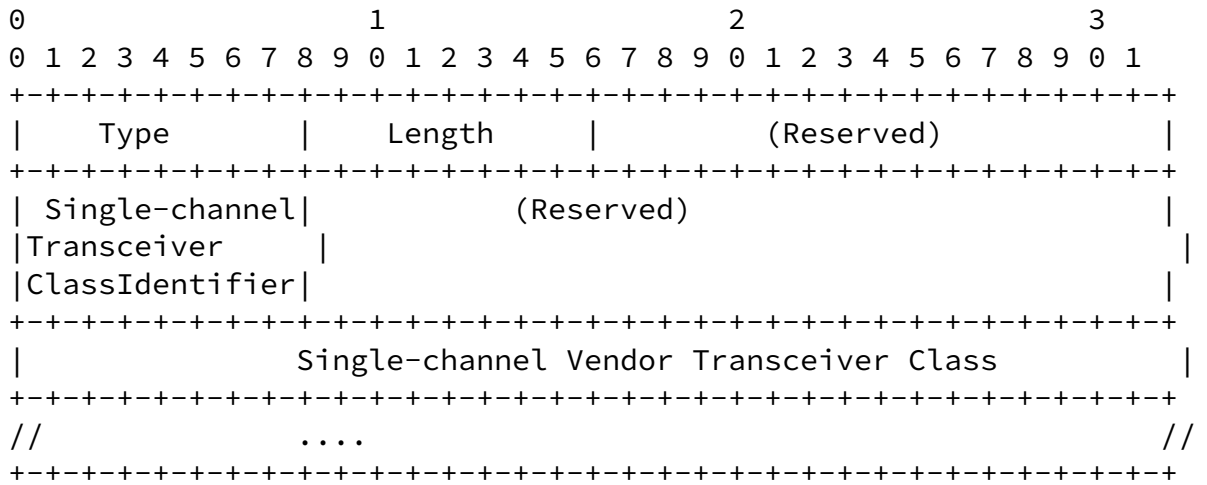 0                   1                   2                   3
0 1 2 3 4 5 6 7 8 9 0 1 2 3 4 5 6 7 8 9 0 1 2 3 4 5 6 7 8 9 0 1
+-+-+-+-+-+-+-+-+-+-+-+-+-+-+-+-+-+-+-+-+-+-+-+-+-+-+-+-+-+-+-+-+
|    Type       |    Length     |         (Reserved)            |
+-+-+-+-+-+-+-+-+-+-+-+-+-+-+-+-+-+-+-+-+-+-+-+-+-+-+-+-+-+-+-+-+
| Single-channel|           (Reserved)                          |
|Transceiver     |                                               |
|ClassIdentifier|                                               |
+-+-+-+-+-+-+-+-+-+-+-+-+-+-+-+-+-+-+-+-+-+-+-+-+-+-+-+-+-+-+-+-+
|               Single-channel Vendor Transceiver Class          |
+-+-+-+-+-+-+-+-+-+-+-+-+-+-+-+-+-+-+-+-+-+-+-+-+-+-+-+-+-+-+-+-+
//              ....                                            //
+-+-+-+-+-+-+-+-+-+-+-+-+-+-+-+-+-+-+-+-+-+-+-+-+-+-+-+-+-+-+-+-+